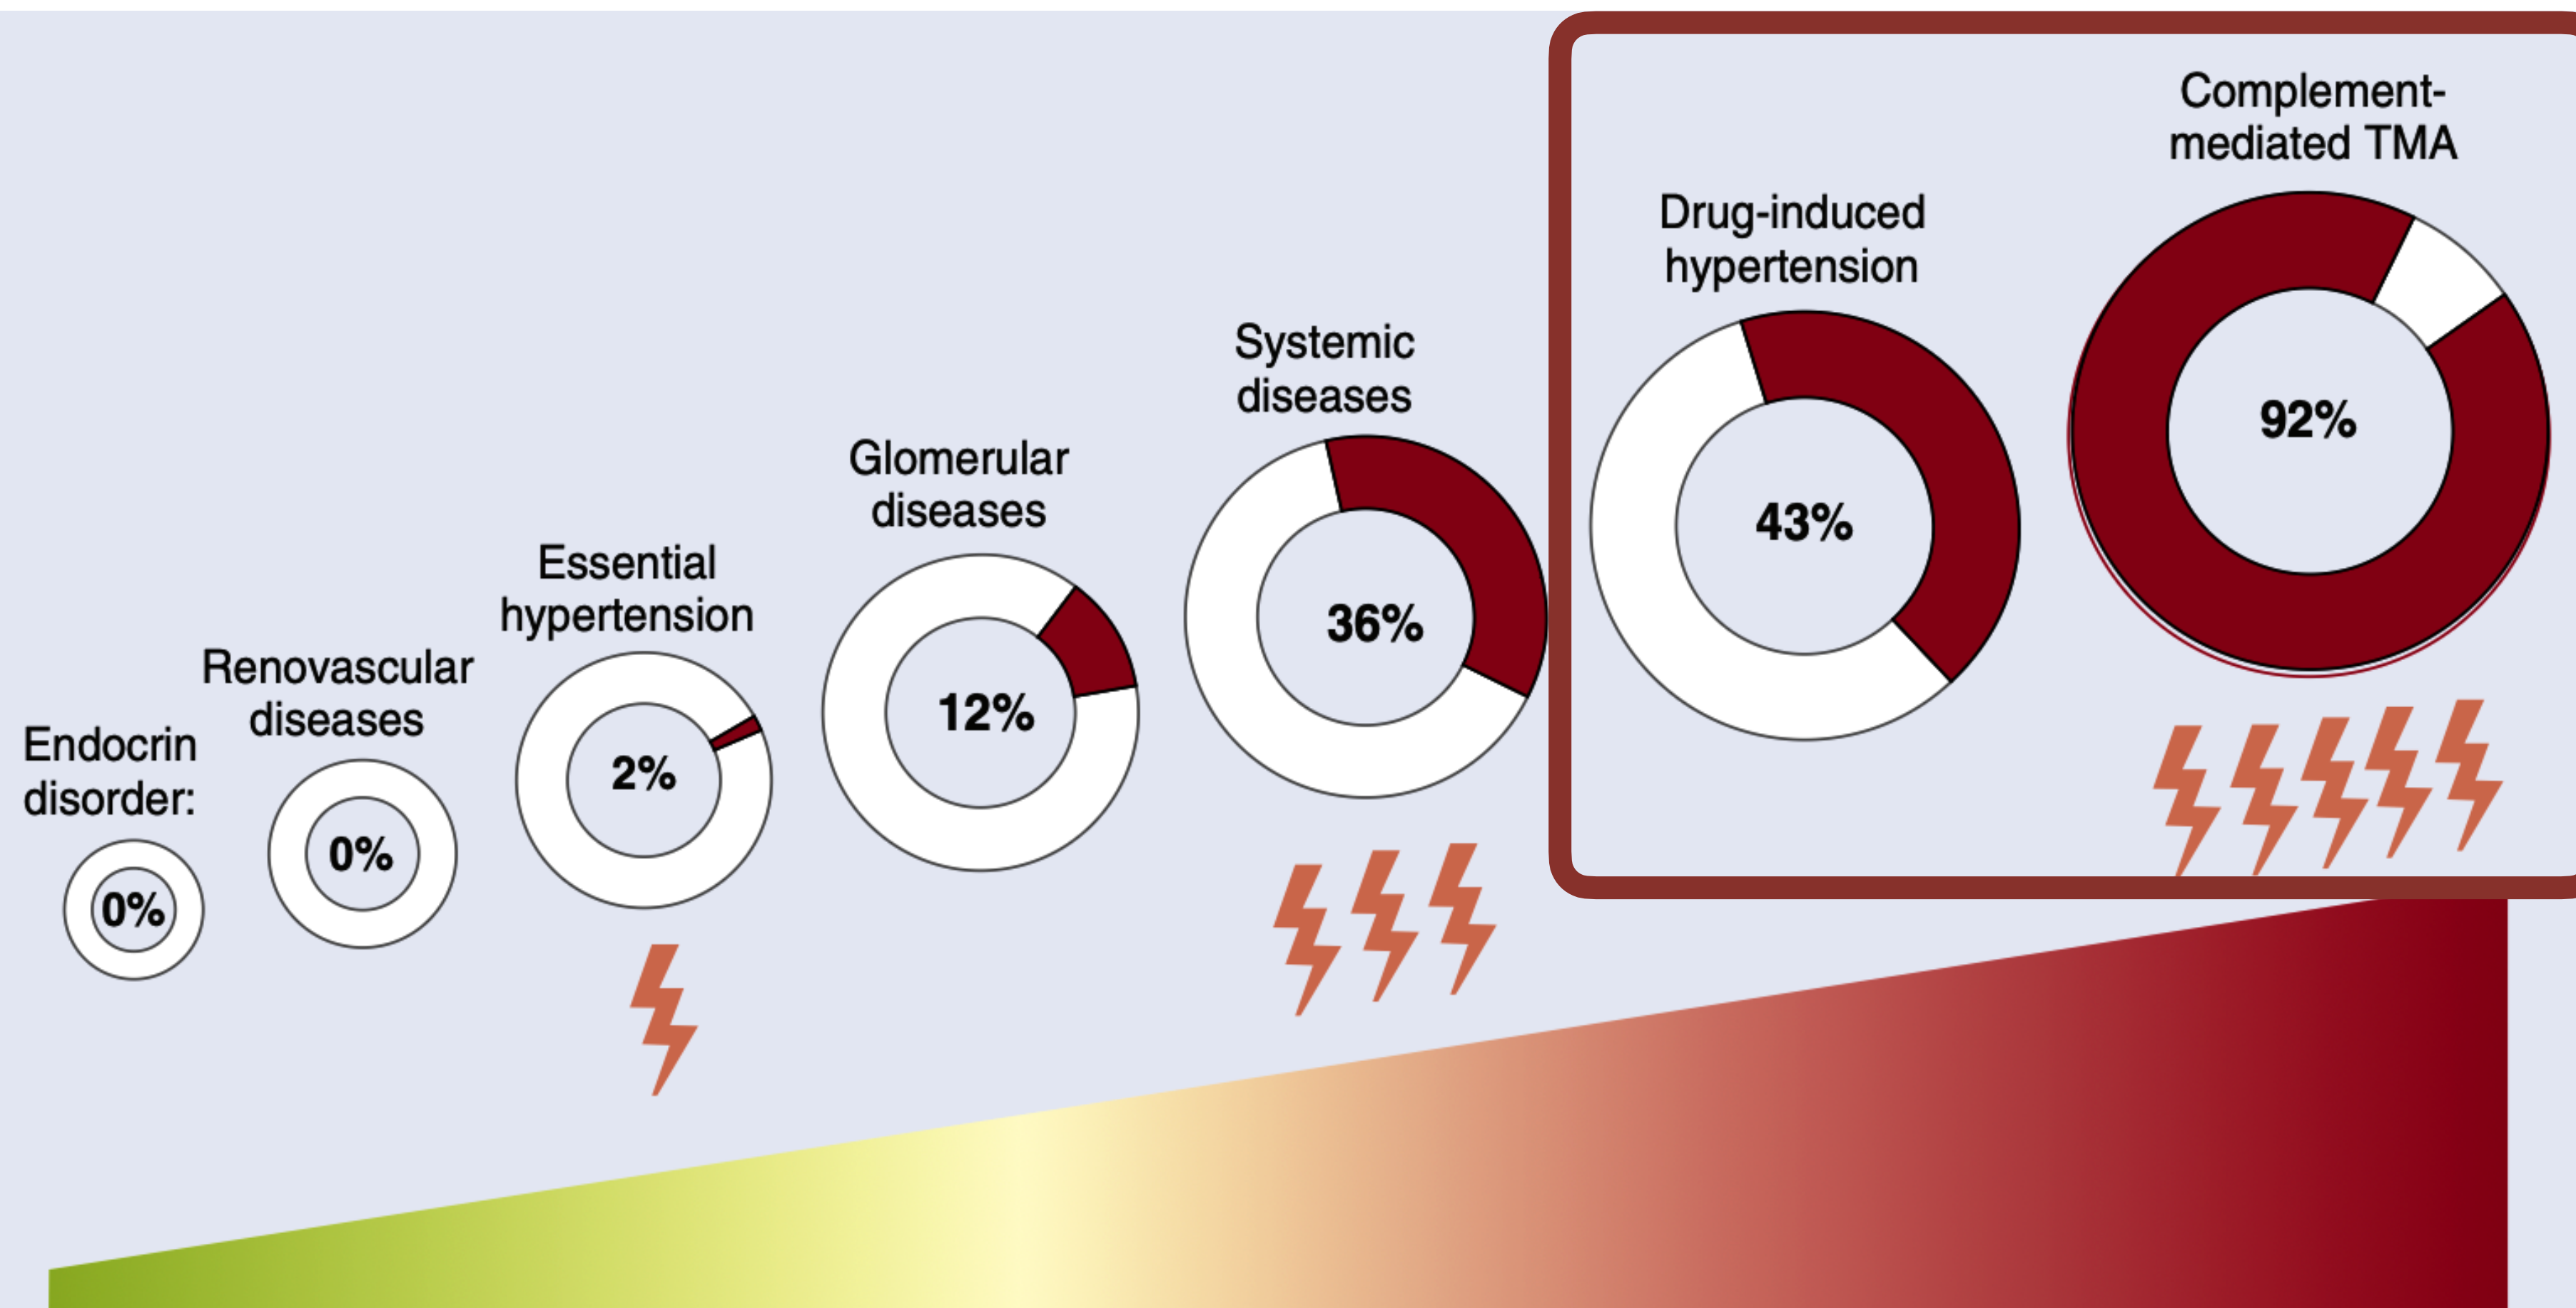 Endocrin
disorder:
0%
Renovascular
diseases
0%
Essential
hypertension
2%
Glomerular
diseases
12%
Systemic
diseases
36%
Drug-induced
hypertension
43%
Complement-
mediated TMA
92%